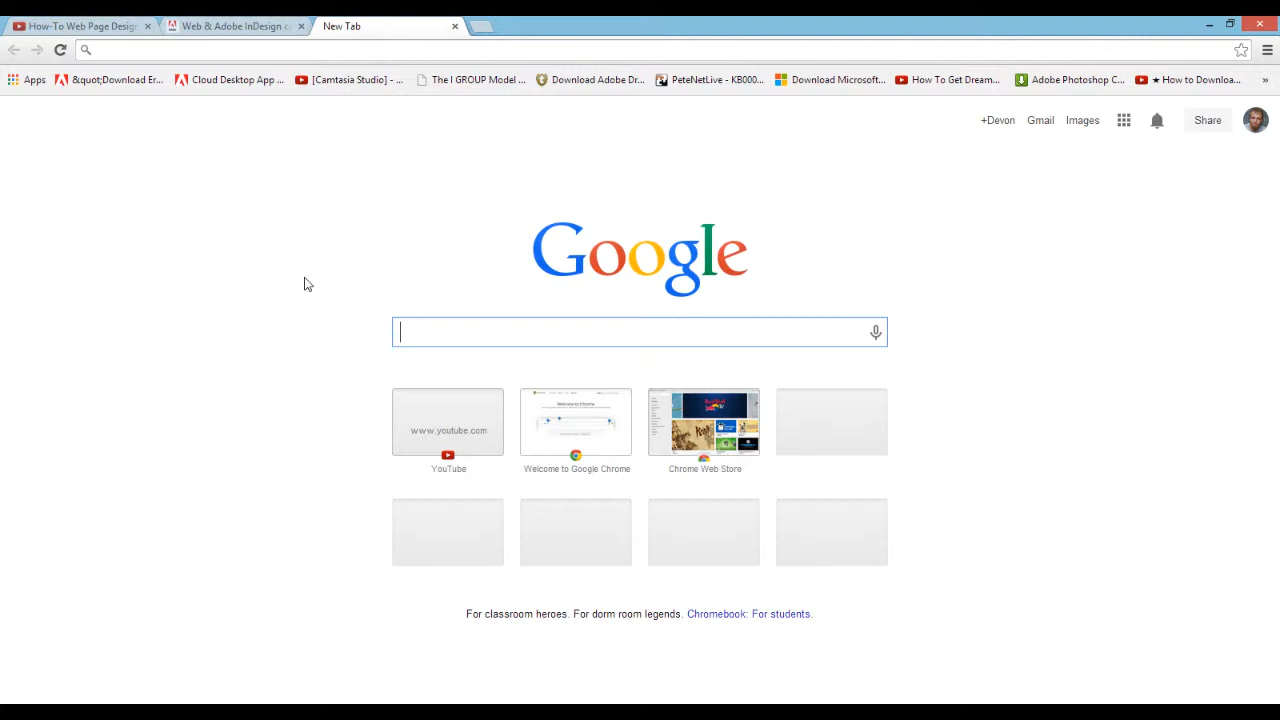 How-To Web Page Desig
Web & Adobe InDesign c
New Tab
Apps
&quot;Download Er...
Cloud Desktop App ...
[Camtasia Studio] - ...
The I GROUP Model ...
Download Adobe Dr...
PeteNetLive - KB000...
Download Microsoft...
How To Get Dream...
Adobe Photoshop C...
★ How to Downloa...
»
+Devon
Gmail
Images
Share
Google
www.youtube.com
Welcome to Chrome
YouTube
Welcome to Google Chrome
Chrome Web Store
For classroom heroes. For dorm room legends. Chromebook: For students.